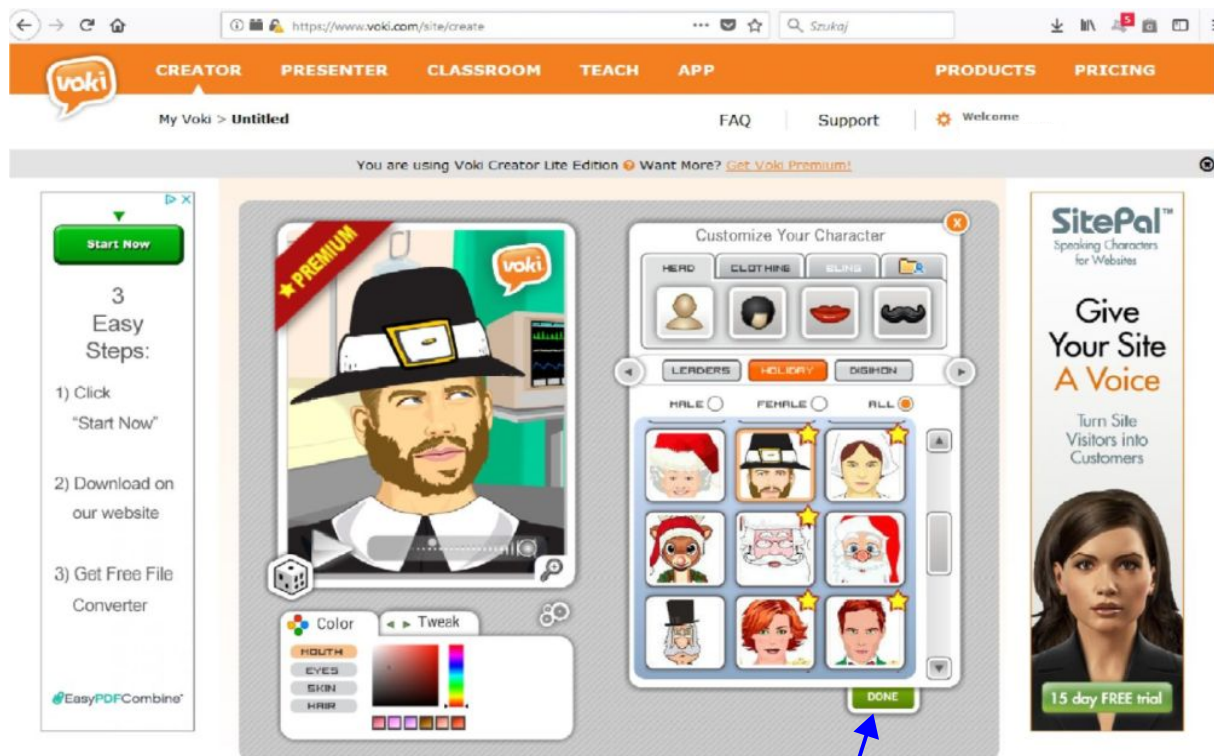 https://www.voki.com/site/create
Szukaj
5
voki
CREATOR PRESENTER CLASSROOM TEACH APP PRODUCTS PRICING
My Voki > Untitled
FAQ Support Welcome
You are using Voki Creator Lite Edition Want More? Get Voki Premium!
Start Now
3
Easy
Steps:
1) Click
"Start Now"
2) Download on
our website
3) Get Free File
Converter
EasyPDFCombine
PREMIUM
voki
Color Tweak
MOUTH
EYES
SKIN
HAIR
Customize Your Character
HEAD CLOTHING BLING
LEADERS HOLIDAY DIGIMON
MALE FEMALE ALL
DONE
SitePal™
Speaking Characters
for Websites
Give
Your Site
A Voice
Turn Site
Visitors into
Customers
15 day FREE trial